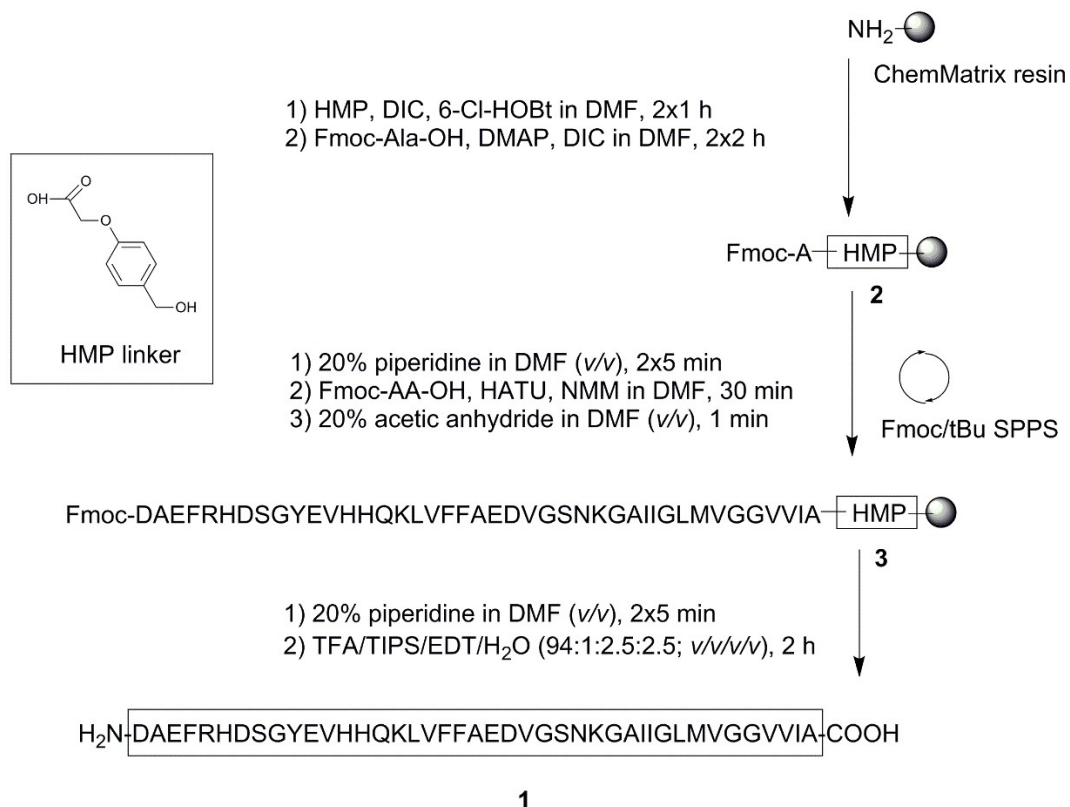 NH2
ChemMatrix resin
1) HMP, DIC, 6-Cl-HOBt in DMF, 2x1 h
2) Fmoc-Ala-OH, DMAP, DIC in DMF, 2x2 h
O
OH
O
OH
HMP linker
Fmoc-A HMP
2
1) 20% piperidine in DMF (v/v), 2x5 min
2) Fmoc-AA-OH, HATU, NMM in DMF, 30 min
3) 20% acetic anhydride in DMF (v/v), 1 min
Fmoc/tBu SPPS
Fmoc-DAEFRHDSGYEVHHQKLVFFAEDVGSNKGAIIGLMVGGVVIA HMP
3
1) 20% piperidine in DMF (v/v), 2x5 min
2) TFA/TIPS/EDT/H2O (94:1:2.5:2.5; v/v/v/v), 2 h
H2N-DAEFRHDSGYEVHHQKLVFFAEDVGSNKGAIIGLMVGGVVIA-COOH
1